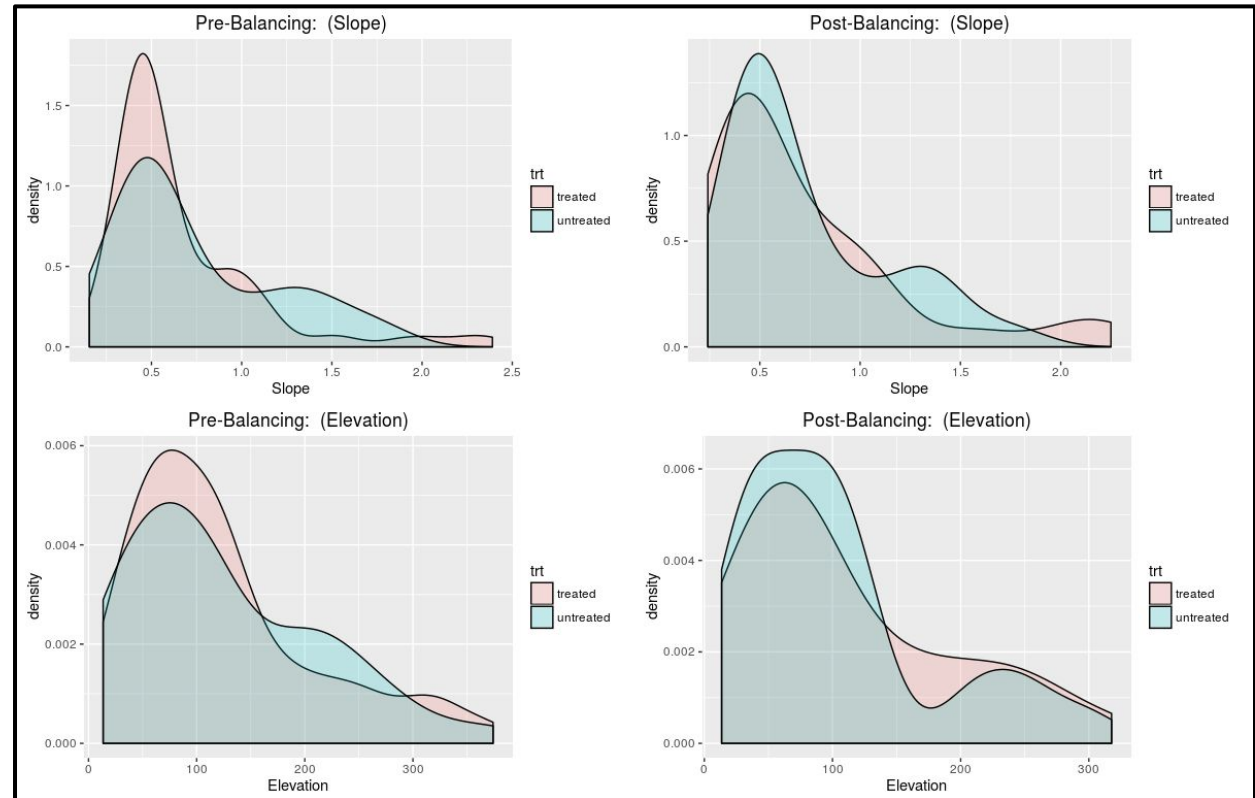 Pre-Balancing: (Slope)
density
1.5
1.0
0.5
0.0
0.5
1.0
1.5
2.0
2.5
Slope
trt
treated
untreated
Post-Balancing: (Slope)
density
1.0
0.5
0.0
0.5
1.0
1.5
2.0
Slope
trt
treated
untreated
Pre-Balancing: (Elevation)
density
0.006
0.004
0.002
0.000
0
100
200
300
Elevation
trt
treated
untreated
Post-Balancing: (Elevation)
density
0.006
0.004
0.002
0.000
0
100
200
300
Elevation
trt
treated
untreated